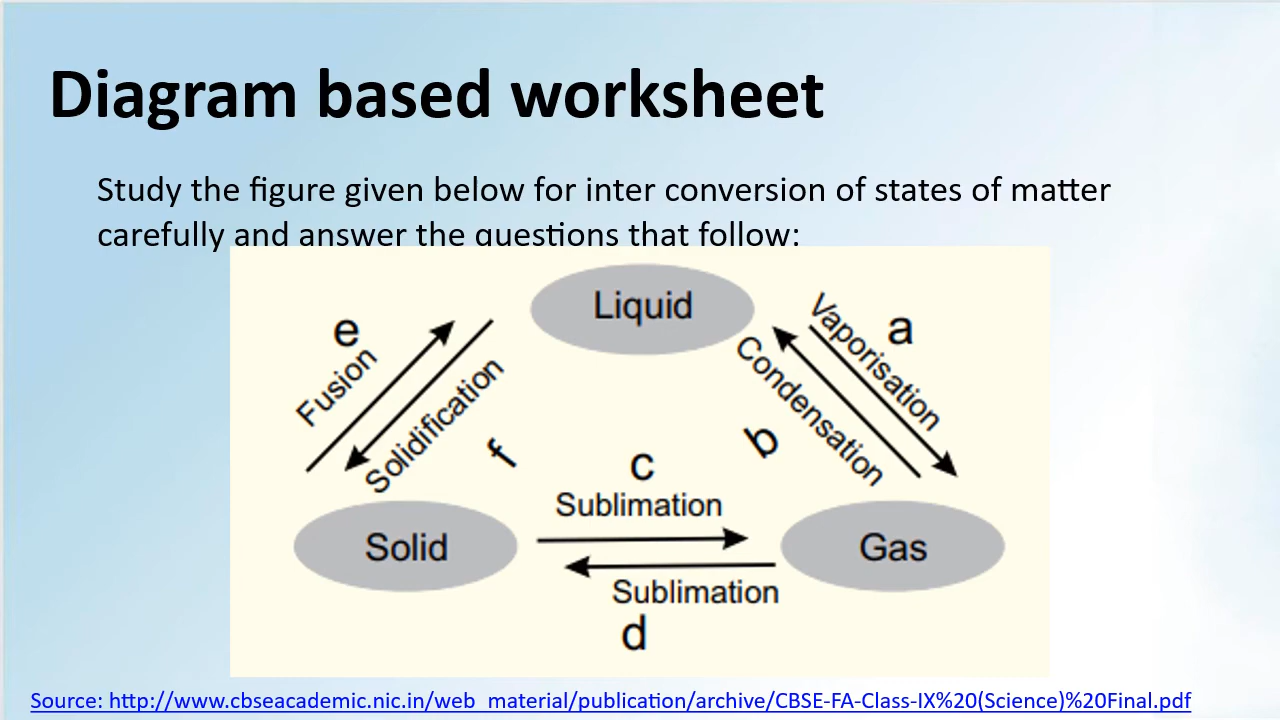 Diagram based worksheet
Study the figure given below for inter conversion of states of matter
carefully and answer the questions that follow:
Liquid
e
Fusion
Solidification
f
Vaporisation
a
Condensation
b
c
Sublimation
Solid
Gas
Sublimation
d
Source: http://www.cbseacademic.nic.in/web_material/publication/archive/CBSE-FA-Class-IX%20(Science)%20Final.pdf